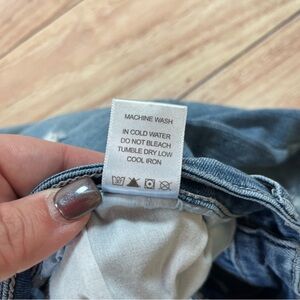 MACHINE WASH
IN COLD WATER
DO NOT BLEACH
TUMBLE DRY LOW
COOL IRON